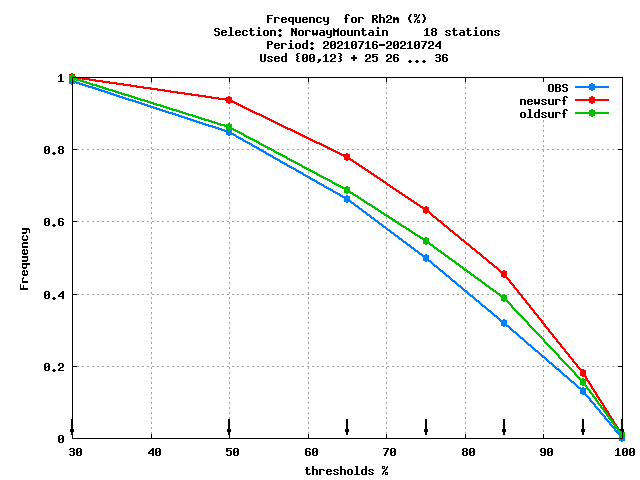 Frequency  for Rh2m (%)
Selection: NorwayMountain     18 stations
Period: 20210716-20210724
Used {00,12} + 25 26 ... 36
OBS
newsurf
oldsurf
1
0.8
0.6
0.4
0.2
0
Frequency
30 40 50 60 70 80 90 100
thresholds %